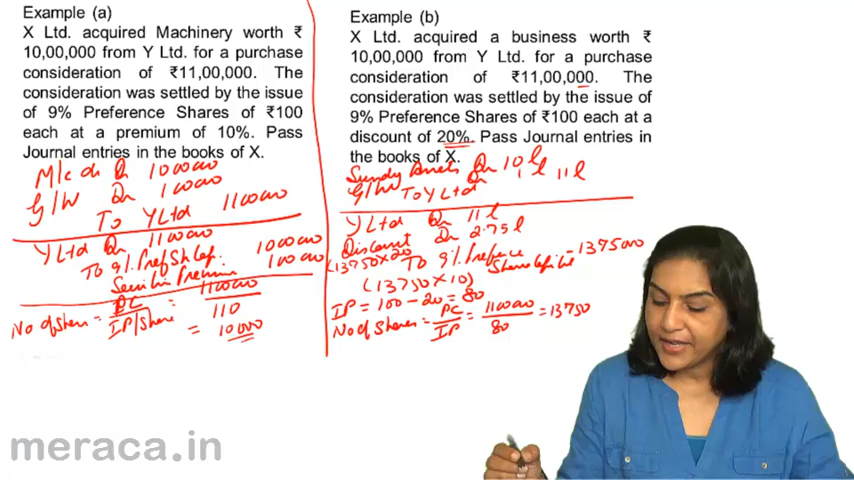 Example (a)
X Ltd. acquired Machinery worth ₹
10,00,000 from Y Ltd. for a purchase
consideration of ₹11,00,000. The
consideration was settled by the issue
of 9% Preference Shares of ₹100
each at a premium of 10%. Pass
Journal entries in the books of X.
M/c dr Dr 1000000
G/W Dr 100000
To Y Ltd 1100000
Y Ltd Dr 1100000
To 9% Pref Sh Cap. 1000000
Securities Premium 100000
No of Shares = PC / IP/Share = 1100000 / 110
= 10000
Example (b)
X Ltd. acquired a business worth ₹
10,00,000 from Y Ltd. for a purchase
consideration of ₹11,00,000. The
consideration was settled by the issue of
9% Preference Shares of ₹100 each at a
discount of 20%. Pass Journal entries in
the books of X.
Sundry Assets Dr 10 l
G/W Dr 1 l
To Y Ltd 11 l
Y Ltd Dr 11 l
Discount Dr 2.75 l
(13750×20)
To 9% Preference Share Capital - 1375000
(13750×10)
IP = 100 - 20 = 80
No of Shares = PC / IP = 1100000 / 80 = 13750
meraca.in